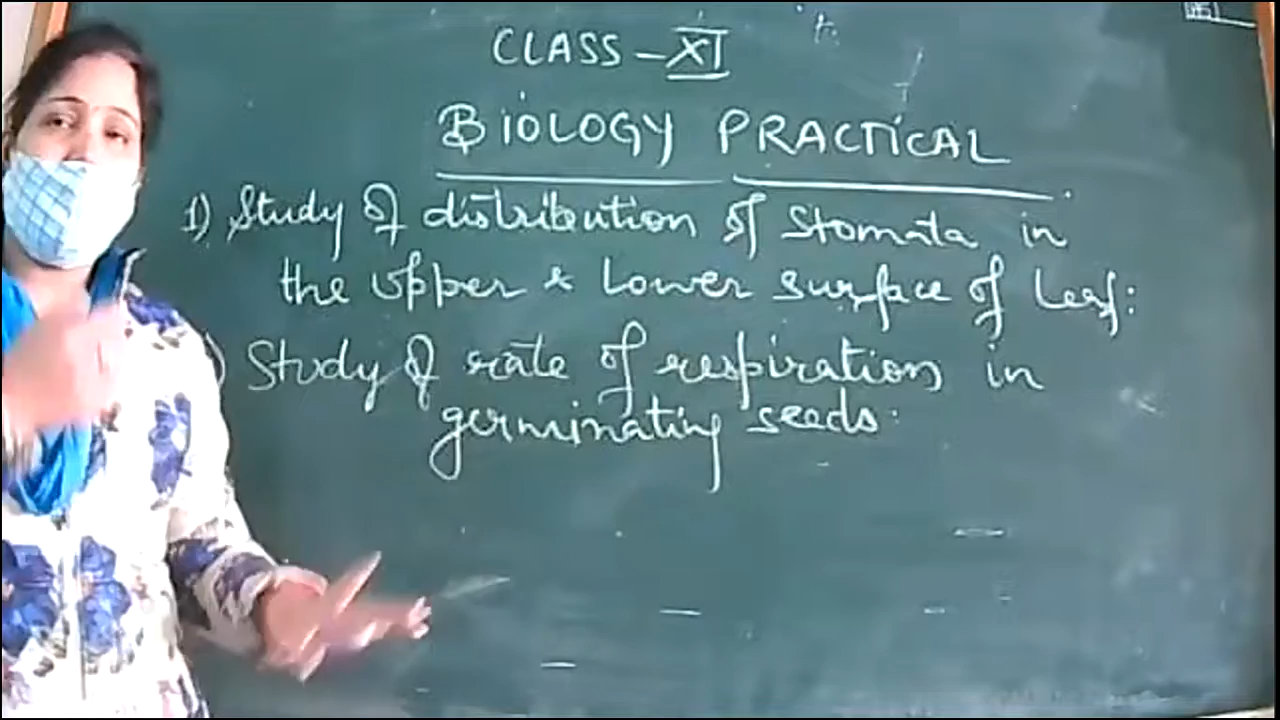 CLASS - XI
BIOLOGY PRACTICAL
1) Study of distribution of Stomata in
the Upper & Lower surface of Leaf:
) Study of rate of respiration in
germinating seeds: